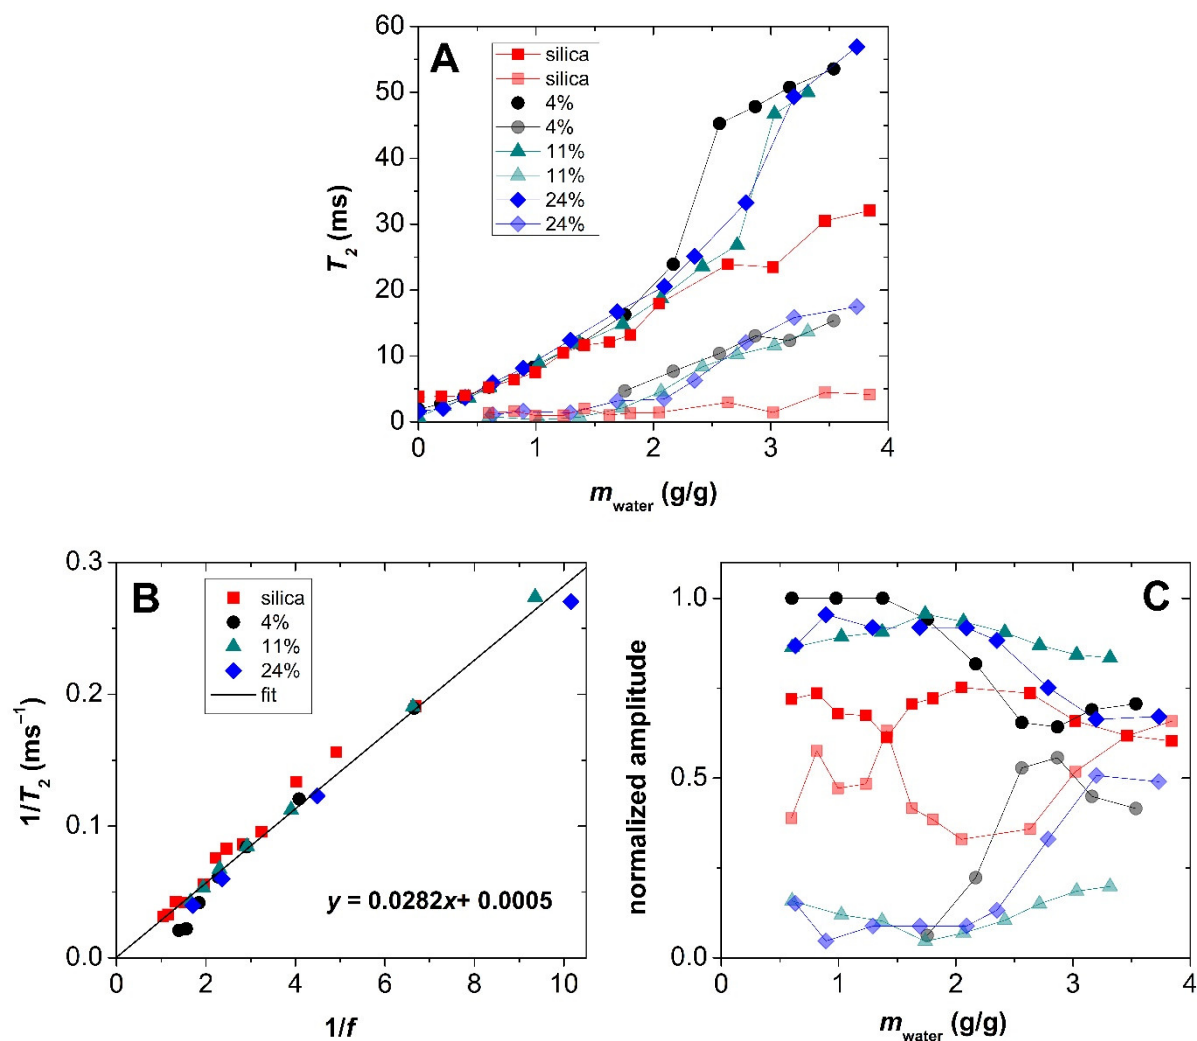 A
silica
silica
4%
4%
11%
11%
24%
24%
60
50
40
30
20
10
0
T₂ (ms)
0 1 2 3 4
m_water (g/g)
B
silica
4%
11%
24%
fit
0.3
0.2
0.1
0.0
1/T₂ (ms⁻¹)
y = 0.0282x+ 0.0005
0 2 4 6 8 10
1/f
C
1.0
0.5
0.0
normalized amplitude
0 1 2 3 4
m_water (g/g)